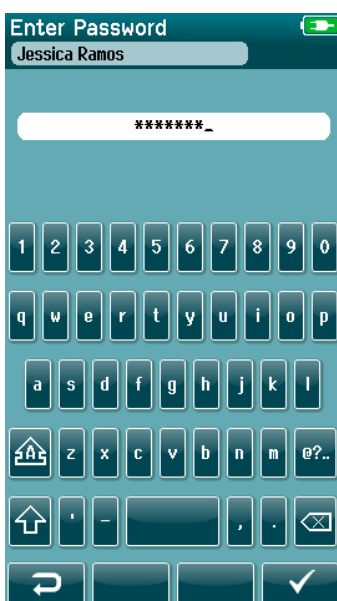 Enter Password
Jessica Ramos
*******_
1 2 3 4 5 6 7 8 9 0
q w e r t y u i o p
a s d f g h j k l
A z x c v b n m @?..
' - , .